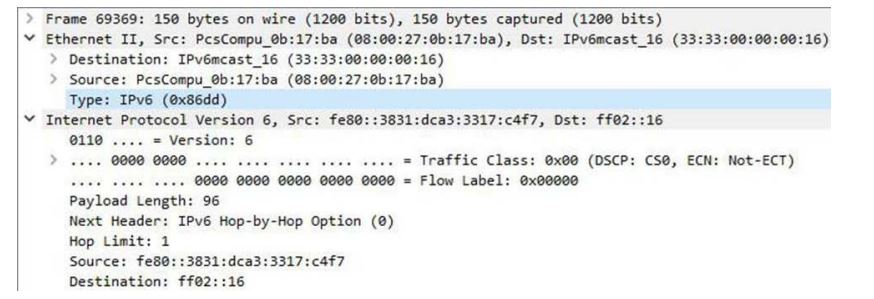 > Frame 69369: 150 bytes on wire (1200 bits), 150 bytes captured (1200 bits)
Ethernet II, Src: PcsCompu_0b:17:ba (08:00:27:0b:17:ba), Dst: IPv6mcast_16 (33:33:00:00:00:16)
> Destination: IPv6mcast_16 (33:33:00:00:00:16)
> Source: PcsCompu_0b:17:ba (08:00:27:0b:17:ba)
Type: IPv6 (0x86dd)
Internet Protocol Version 6, Src: fe80::3831:dca3:3317:c4f7, Dst: ff02::16
0110 .... = Version: 6
> .... 0000 0000 .... .... .... .... .... = Traffic Class: 0x00 (DSCP: CS0, ECN: Not-ECT)
.... .... .... 0000 0000 0000 0000 0000 = Flow Label: 0x00000
Payload Length: 96
Next Header: IPv6 Hop-by-Hop Option (0)
Hop Limit: 1
Source: fe80::3831:dca3:3317:c4f7
Destination: ff02::16